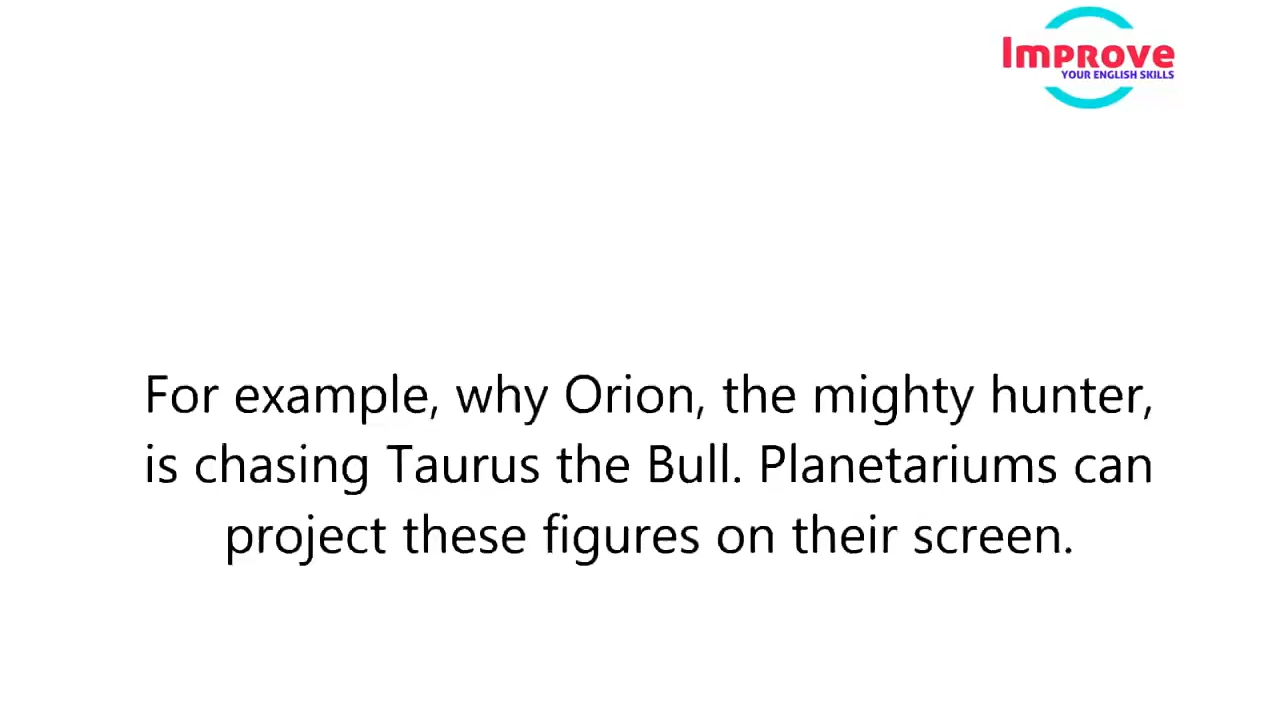 Improve
YOUR ENGLISH SKILLS
For example, why Orion, the mighty hunter,
is chasing Taurus the Bull. Planetariums can
project these figures on their screen.